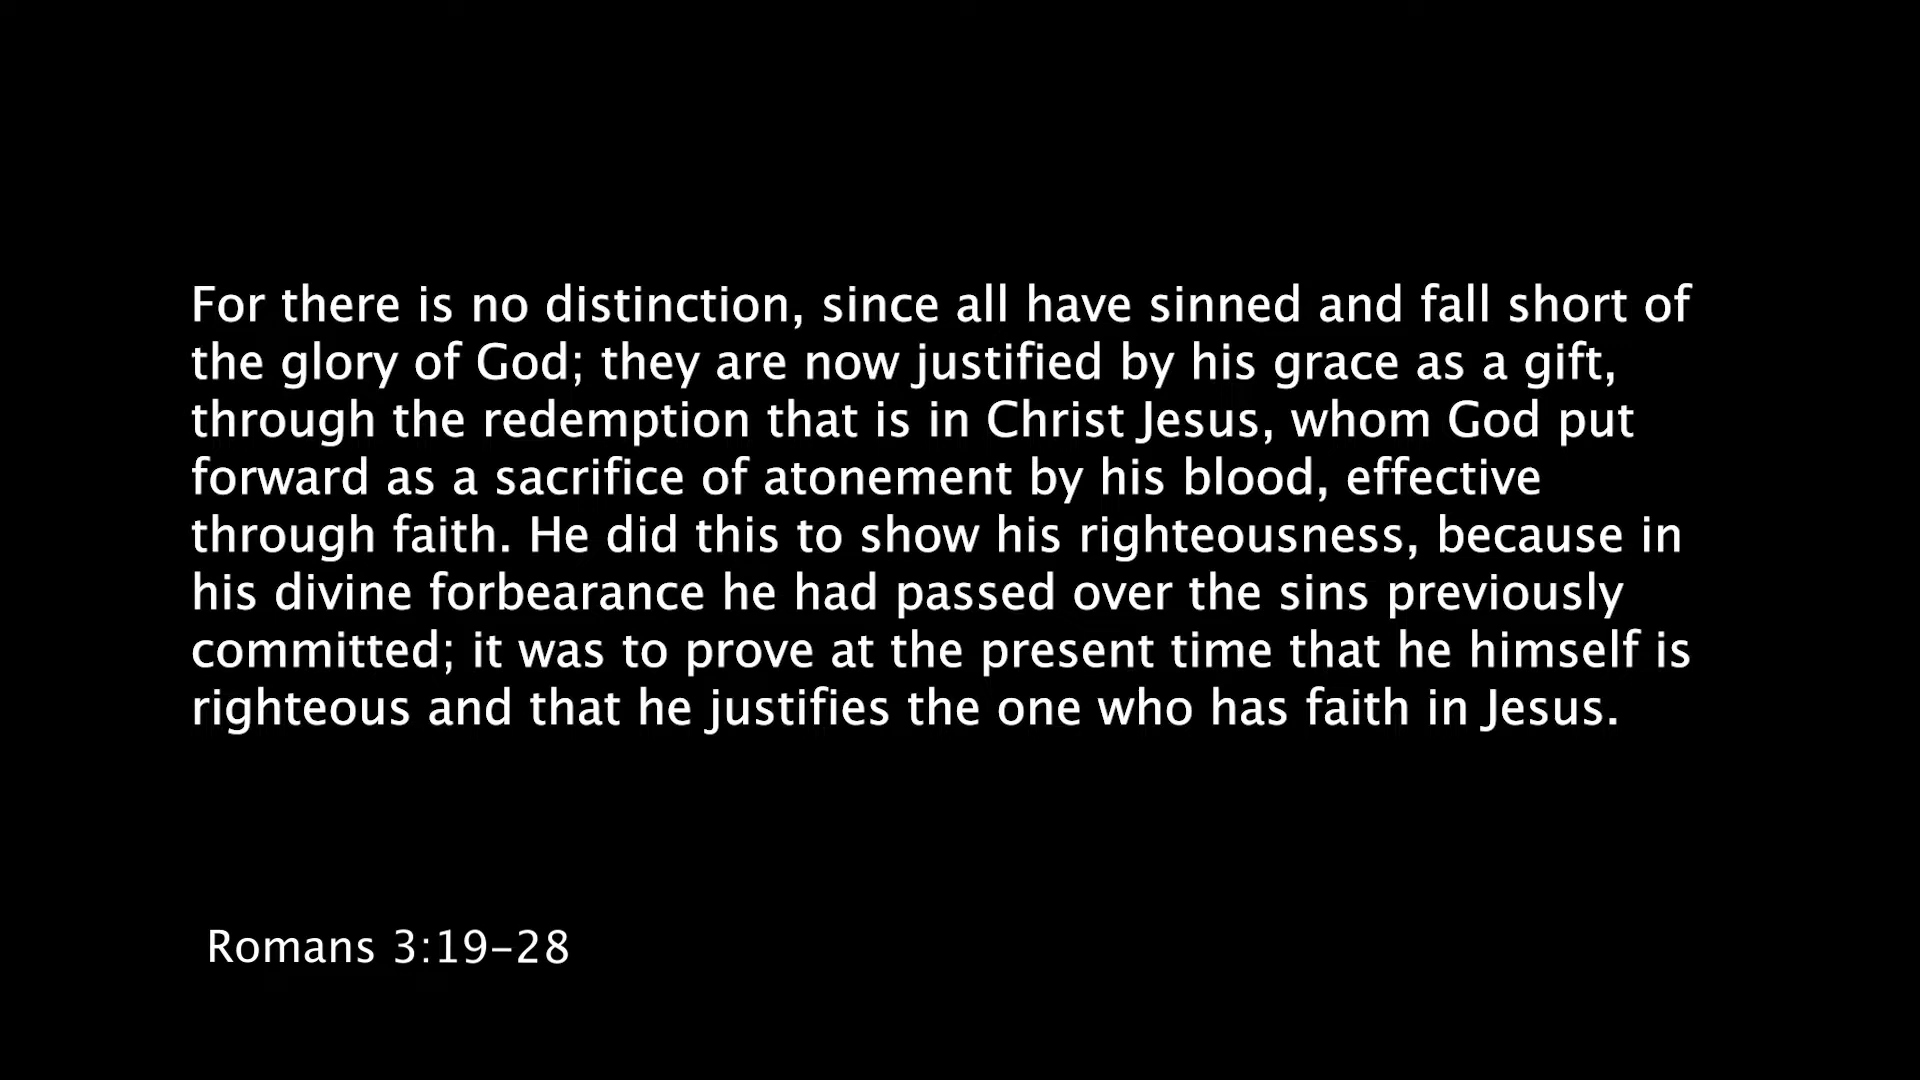 For there is no distinction, since all have sinned and fall short of
the glory of God; they are now justified by his grace as a gift,
through the redemption that is in Christ Jesus, whom God put
forward as a sacrifice of atonement by his blood, effective
through faith. He did this to show his righteousness, because in
his divine forbearance he had passed over the sins previously
committed; it was to prove at the present time that he himself is
righteous and that he justifies the one who has faith in Jesus.
Romans 3:19–28